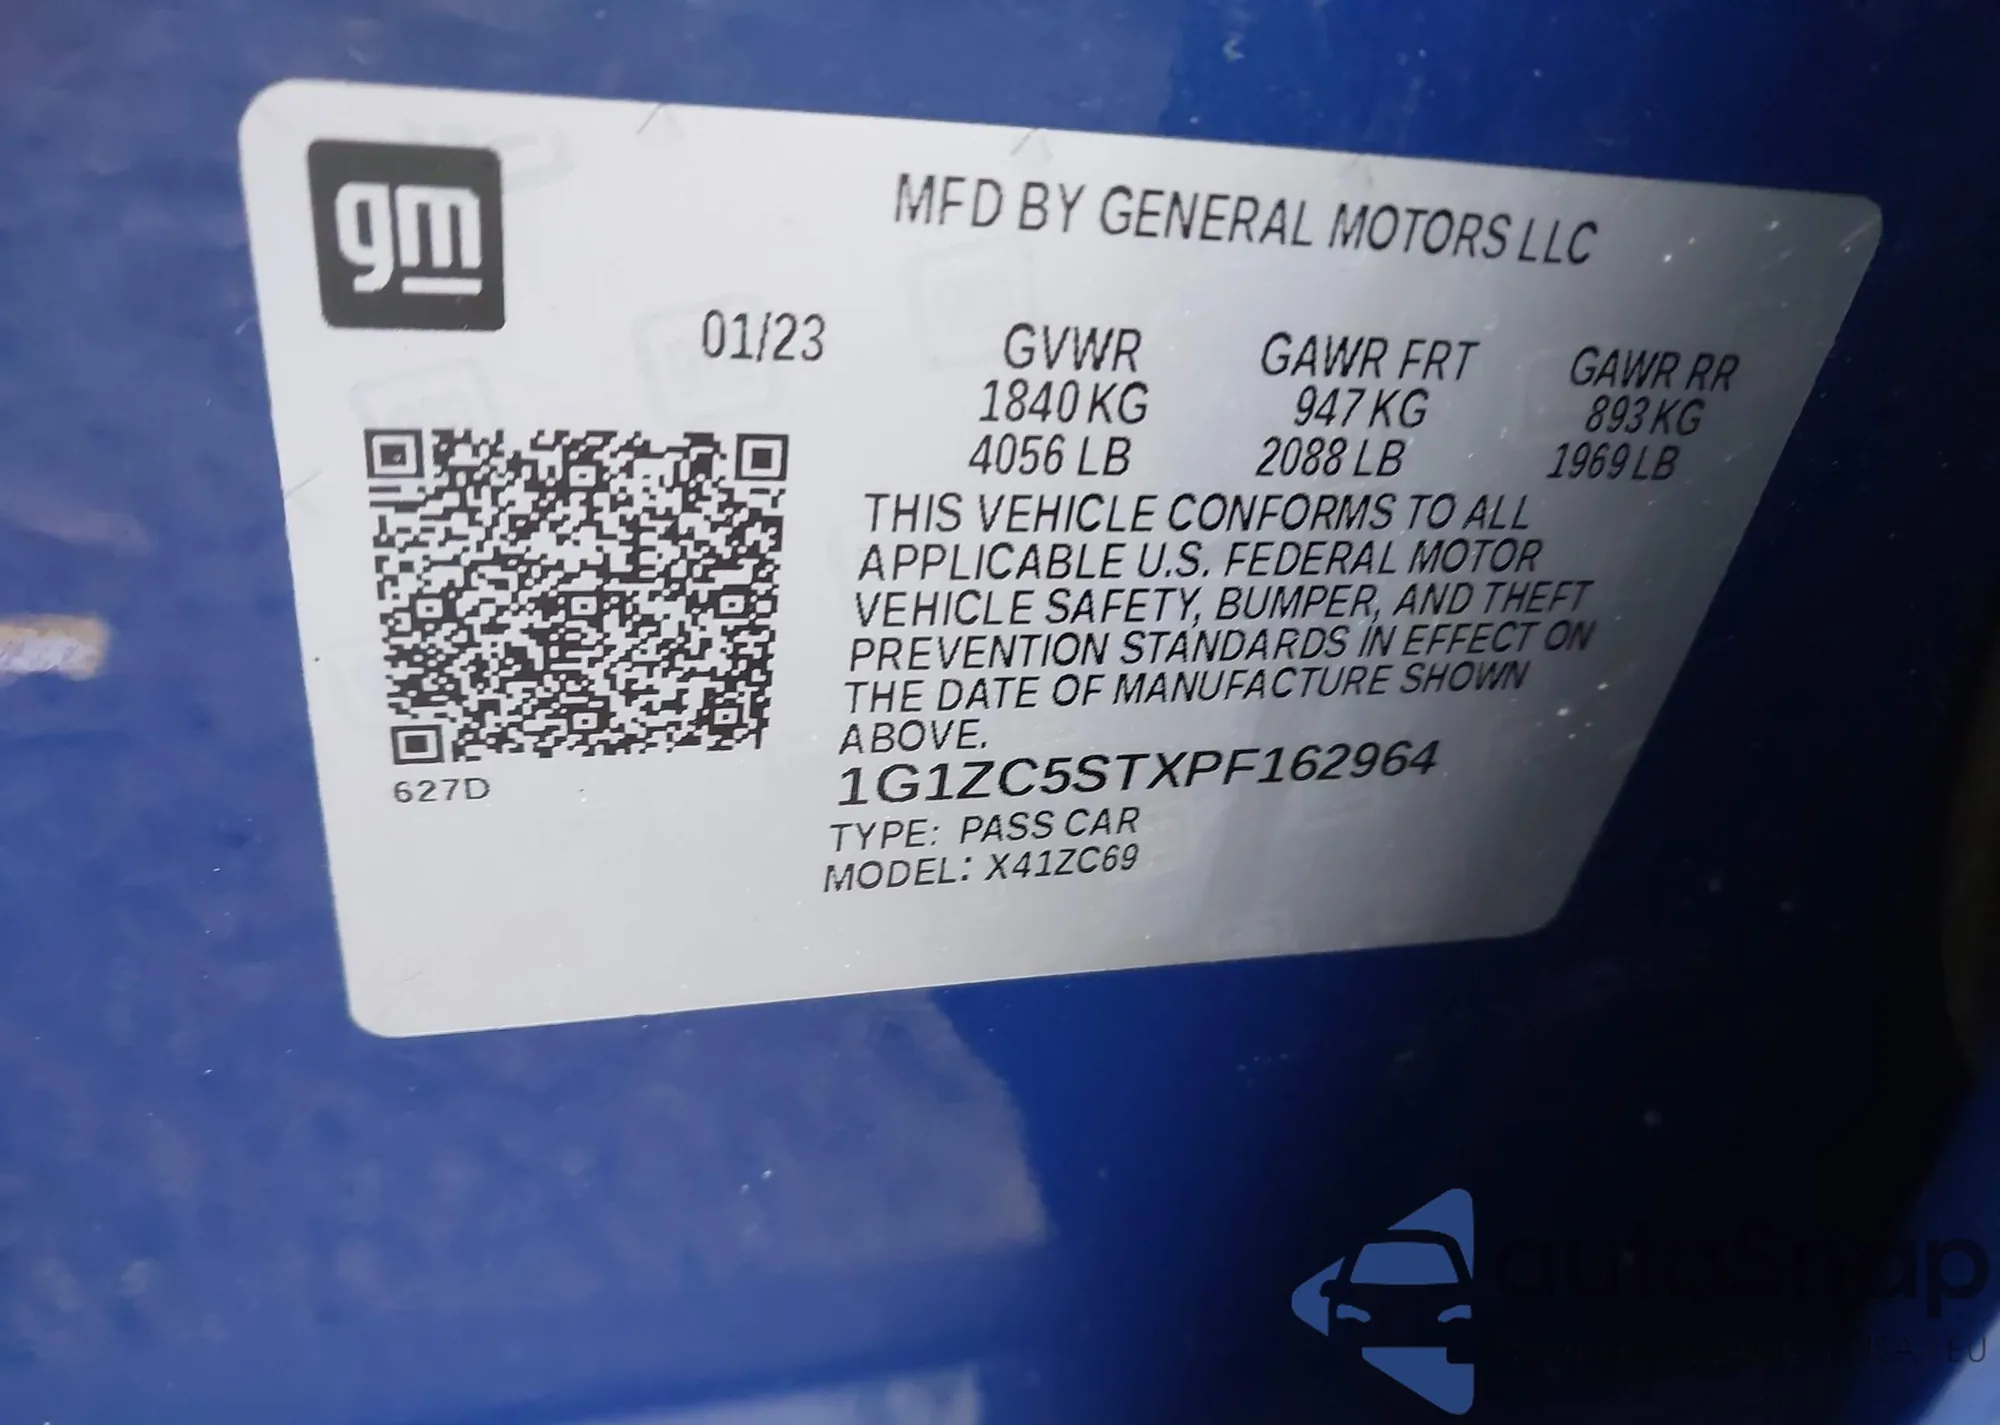 gm
MFD BY GENERAL MOTORS LLC
01/23
GVWR GAWR FRT GAWR RR
1840 KG 947 KG 893 KG
4056 LB 2088 LB 1969 LB
THIS VEHICLE CONFORMS TO ALL
APPLICABLE U.S. FEDERAL MOTOR
VEHICLE SAFETY, BUMPER, AND THEFT
PREVENTION STANDARDS IN EFFECT ON
THE DATE OF MANUFACTURE SHOWN
ABOVE.
1G1ZC5STXPF162964
TYPE: PASS CAR
MODEL: X41ZC69
627D